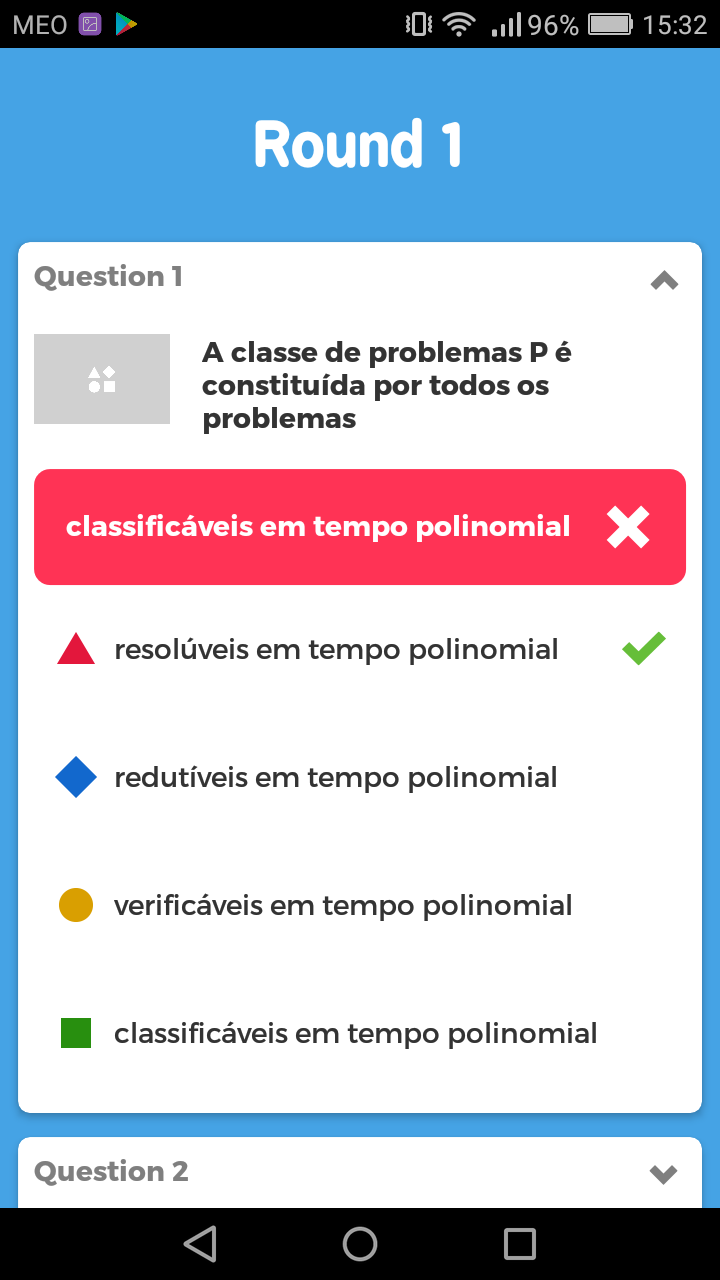 MEO 96% 15:32
Round 1
Question 1
A classe de problemas P é
constituída por todos os
problemas
classificáveis em tempo polinomial
resolúveis em tempo polinomial
redutíveis em tempo polinomial
verificáveis em tempo polinomial
classificáveis em tempo polinomial
Question 2